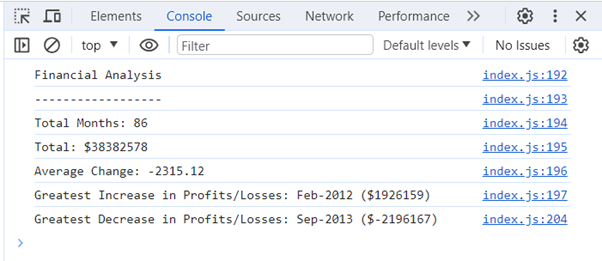 Elements Console Sources Network Performance
top Filter Default levels No Issues
Financial Analysis index.js:192
------------------ index.js:193
Total Months: 86 index.js:194
Total: $38382578 index.js:195
Average Change: -2315.12 index.js:196
Greatest Increase in Profits/Losses: Feb-2012 ($1926159) index.js:197
Greatest Decrease in Profits/Losses: Sep-2013 ($-2196167) index.js:204